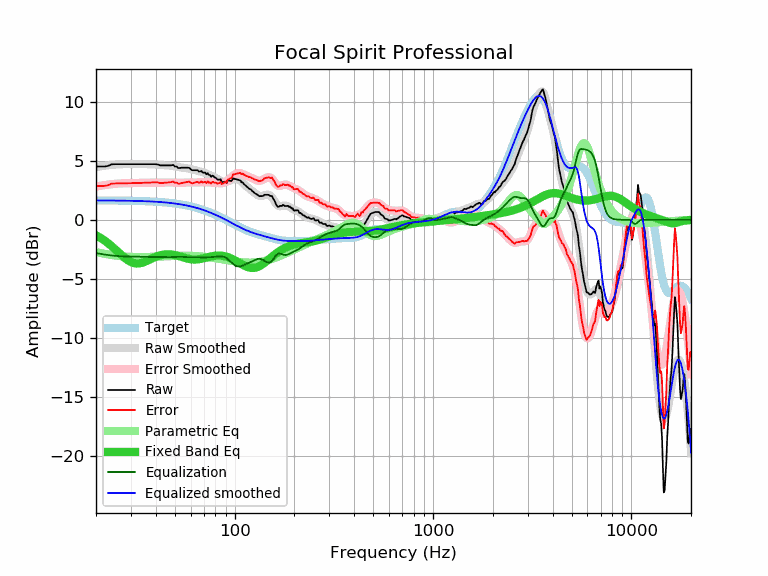 Focal Spirit Professional
Amplitude (dBr)
10
5
0
−5
−10
−15
−20
Target
Raw Smoothed
Error Smoothed
Raw
Error
Parametric Eq
Fixed Band Eq
Equalization
Equalized smoothed
100
1000
10000
Frequency (Hz)